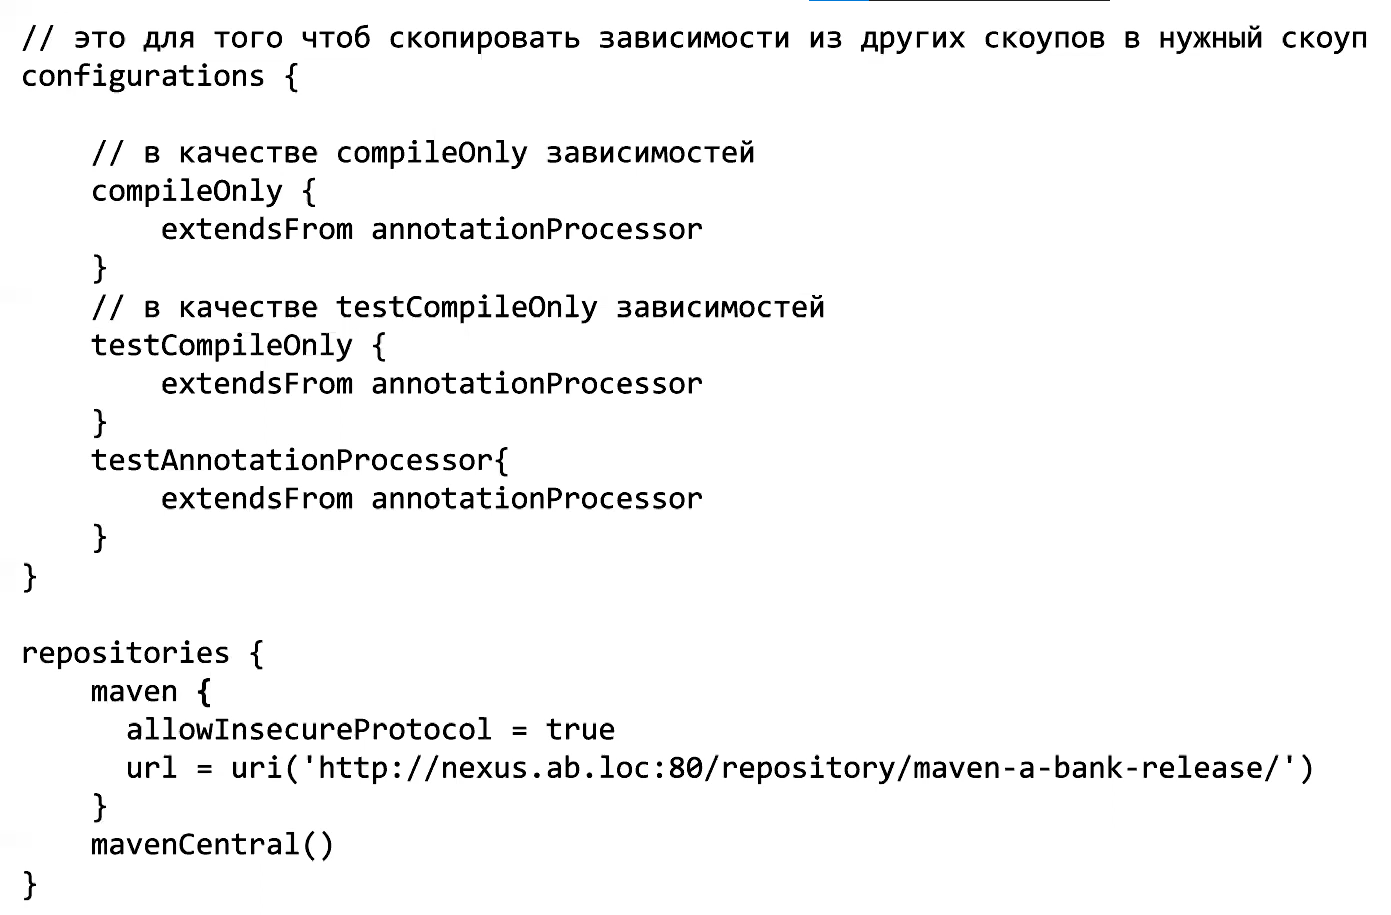 // это для того чтоб скопировать зависимости из других скоупов в нужный скоуп
configurations {
// в качестве compileOnly зависимостей
compileOnly {
extendsFrom annotationProcessor
}
// в качестве testCompileOnly зависимостей
testCompileOnly {
extendsFrom annotationProcessor
}
testAnnotationProcessor{
extendsFrom annotationProcessor
}
}
repositories {
maven {
allowInsecureProtocol = true
url = uri('http://nexus.ab.loc:80/repository/maven-a-bank-release/')
}
mavenCentral()
}